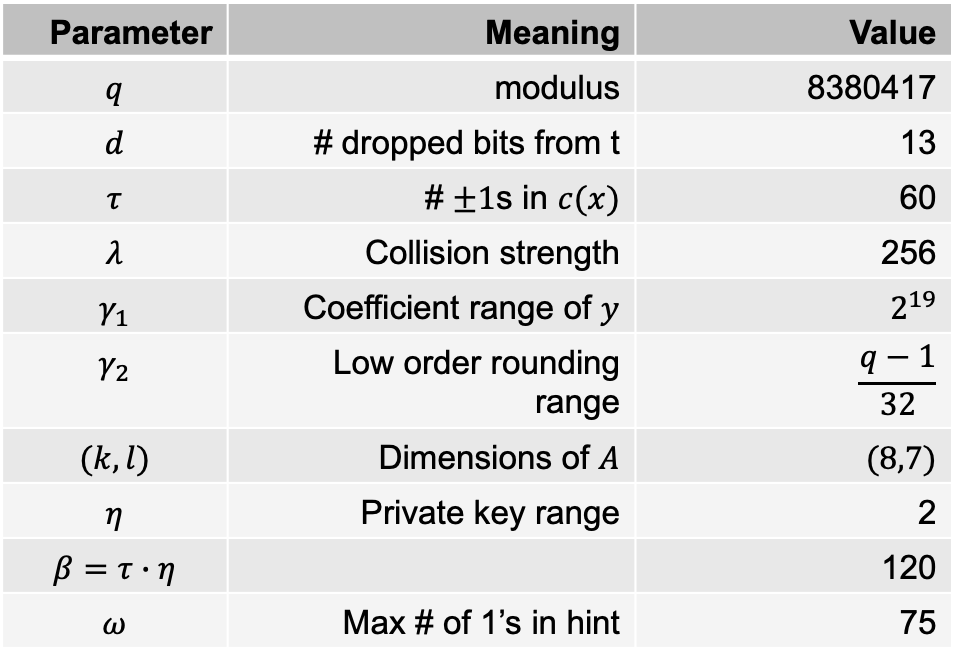 Parameter Meaning Value
q modulus 8380417
d # dropped bits from t 13
τ # ±1s in c(x) 60
λ Collision strength 256
γ₁ Coefficient range of y 2¹⁹
γ₂ Low order rounding range q − 1 / 32
(k, l) Dimensions of A (8,7)
η Private key range 2
β = τ · η 120
ω Max # of 1’s in hint 75